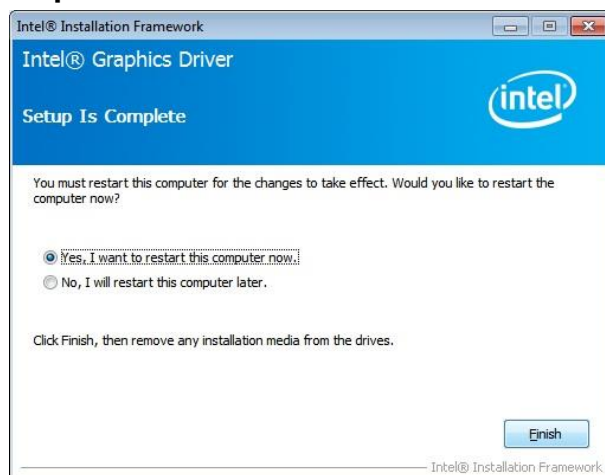 Intel® Installation Framework
Intel® Graphics Driver
intel
Setup Is Complete
You must restart this computer for the changes to take effect. Would you like to restart the
computer now?
Yes, I want to restart this computer now.
No, I will restart this computer later.
Click Finish, then remove any installation media from the drives.
Finish
Intel® Installation Framework